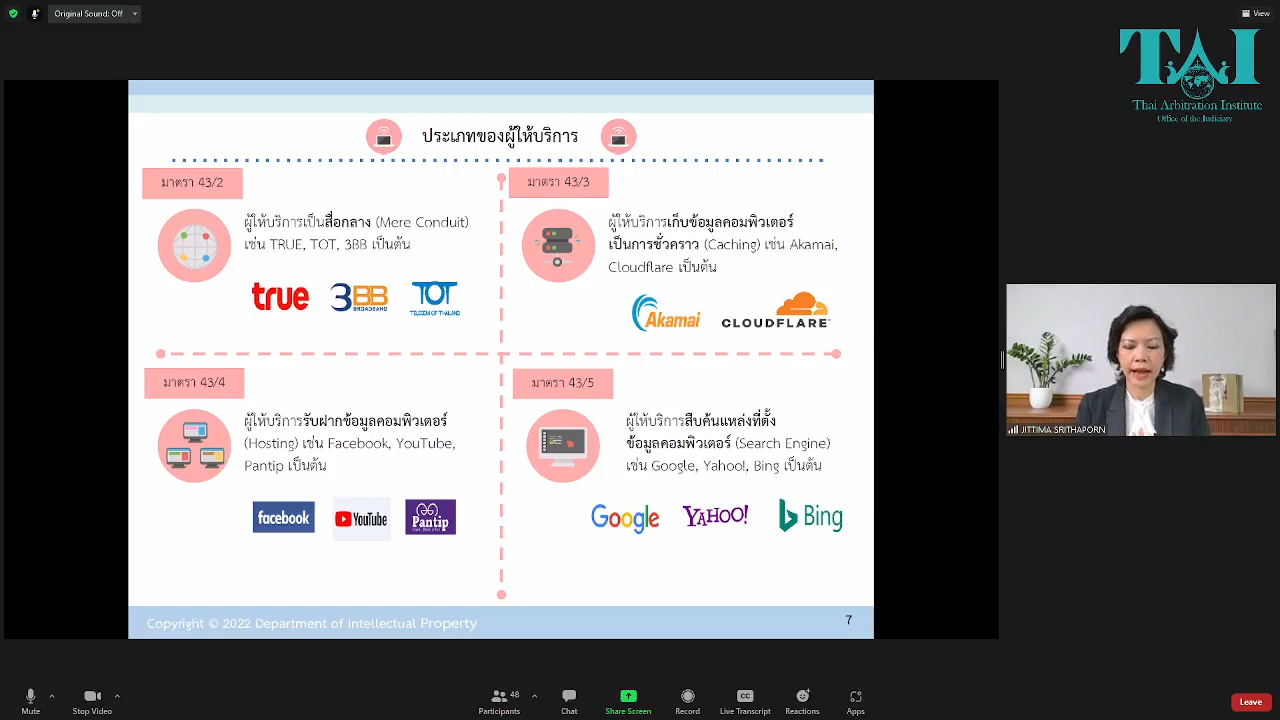 Original Sound: Off
View
TAI
Thai Arbitration Institute
Office of the Judiciary
ประเภทของผู้ให้บริการ
มาตรา 43/2
ผู้ให้บริการเป็นสื่อกลาง (Mere Conduit)
เช่น TRUE, TOT, 3BB เป็นต้น
true
3BB
BROADBAND
TOT
TELECOM OF THAILAND
มาตรา 43/3
ผู้ให้บริการเก็บข้อมูลคอมพิวเตอร์
เป็นการชั่วคราว (Caching) เช่น Akamai,
Cloudflare เป็นต้น
Akamai
CLOUDFLARE
มาตรา 43/4
ผู้ให้บริการรับฝากข้อมูลคอมพิวเตอร์
(Hosting) เช่น Facebook, YouTube,
Pantip เป็นต้น
facebook
YouTube
Pantip
มาตรา 43/5
ผู้ให้บริการสืบค้นแหล่งที่ตั้ง
ข้อมูลคอมพิวเตอร์ (Search Engine)
เช่น Google, Yahoo!, Bing เป็นต้น
Google
YAHOO!
Bing
Copyright © 2022 Department of Intellectual Property
7
JITTIMA SRITHAPORN
Mute
Stop Video
48
Participants
Chat
Share Screen
Record
CC
Live Transcript
Reactions
Apps
Leave